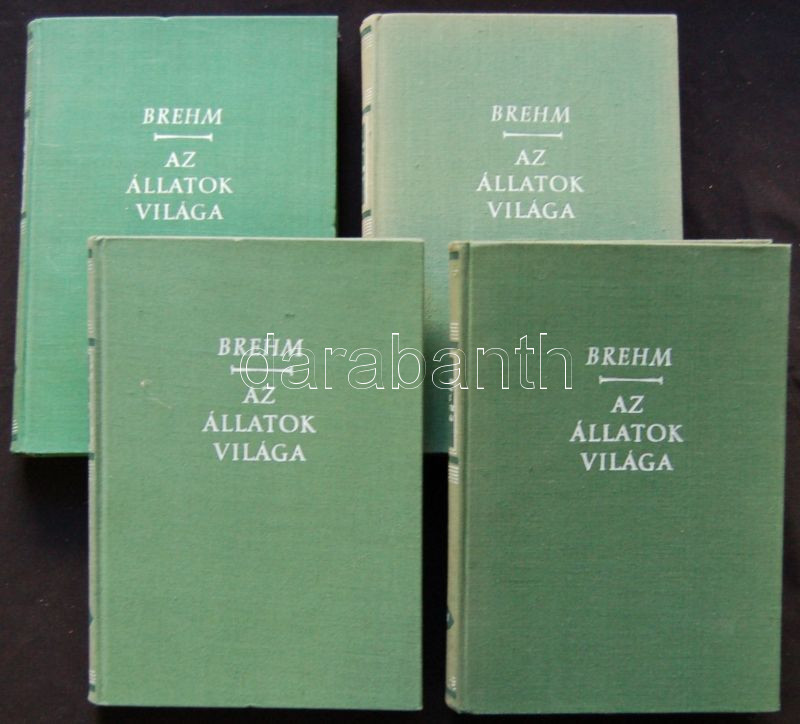 BREHM
AZ
ÁLLATOK
VILÁGA
BREHM
AZ
ÁLLATOK
VILÁGA
BREHM
AZ
ÁLLATOK
VILÁGA
BREHM
AZ
ÁLLATOK
VILÁGA
darabanth